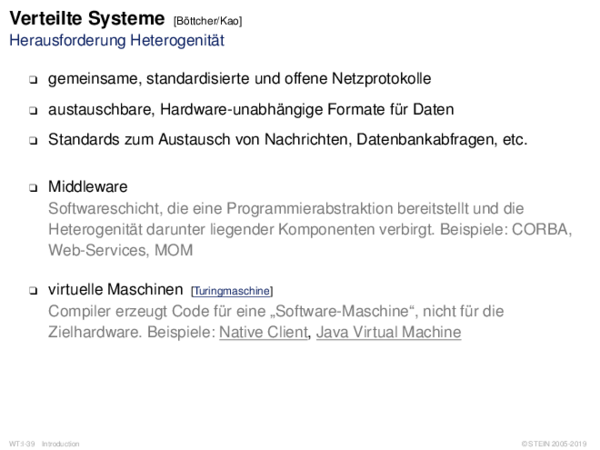 Verteilte Systeme [Böttcher/Kao]
Herausforderung Heterogenität
❑ gemeinsame, standardisierte und offene Netzprotokolle
❑ austauschbare, Hardware-unabhängige Formate für Daten
❑ Standards zum Austausch von Nachrichten, Datenbankabfragen, etc.
❑ Middleware
Softwareschicht, die eine Programmierabstraktion bereitstellt und die
Heterogenität darunter liegender Komponenten verbirgt. Beispiele: CORBA,
Web-Services, MOM
❑ virtuelle Maschinen [Turingmaschine]
Compiler erzeugt Code für eine „Software-Maschine“, nicht für die
Zielhardware. Beispiele: Native Client, Java Virtual Machine
WT:I-39 Introduction © STEIN 2005-2019